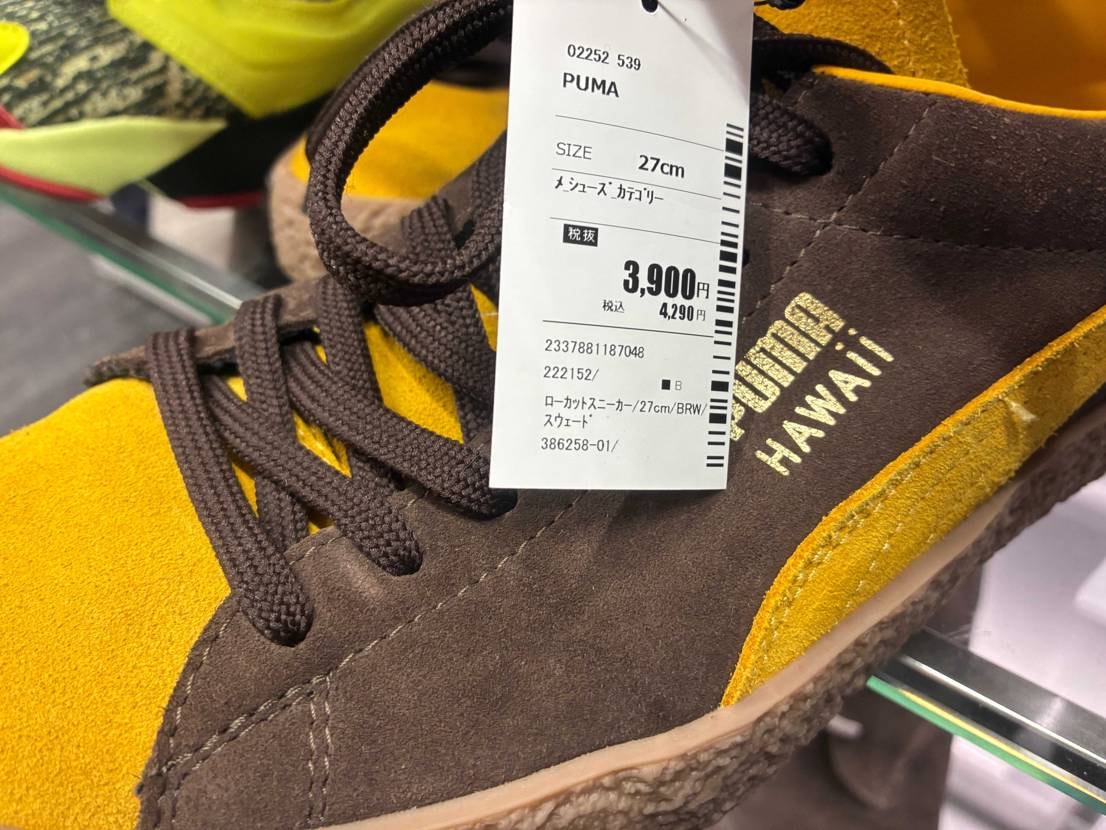 02252 539
PUMA
SIZE 27cm
メ_シューズ_カテゴリー
税抜
3,900円
税込 4,290円
2337881187048
222152/
■ B
ローカットスニーカー/27cm/BRW/
スウェード
386258-01/
PUMA
HAWAii